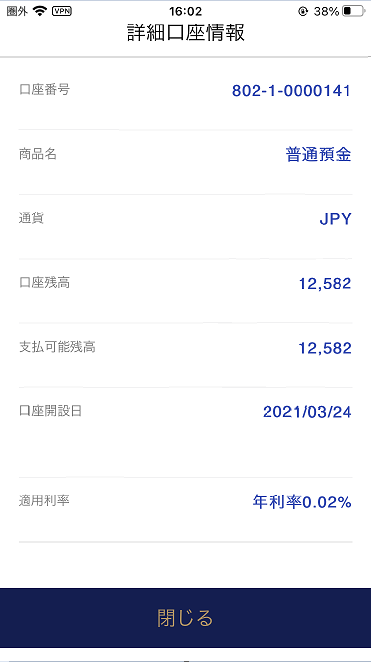 圏外 VPN 16:02 38%
詳細口座情報
口座番号 802-1-0000141
商品名 普通預金
通貨 JPY
口座残高 12,582
支払可能残高 12,582
口座開設日 2021/03/24
適用利率 年利率0.02%
閉じる